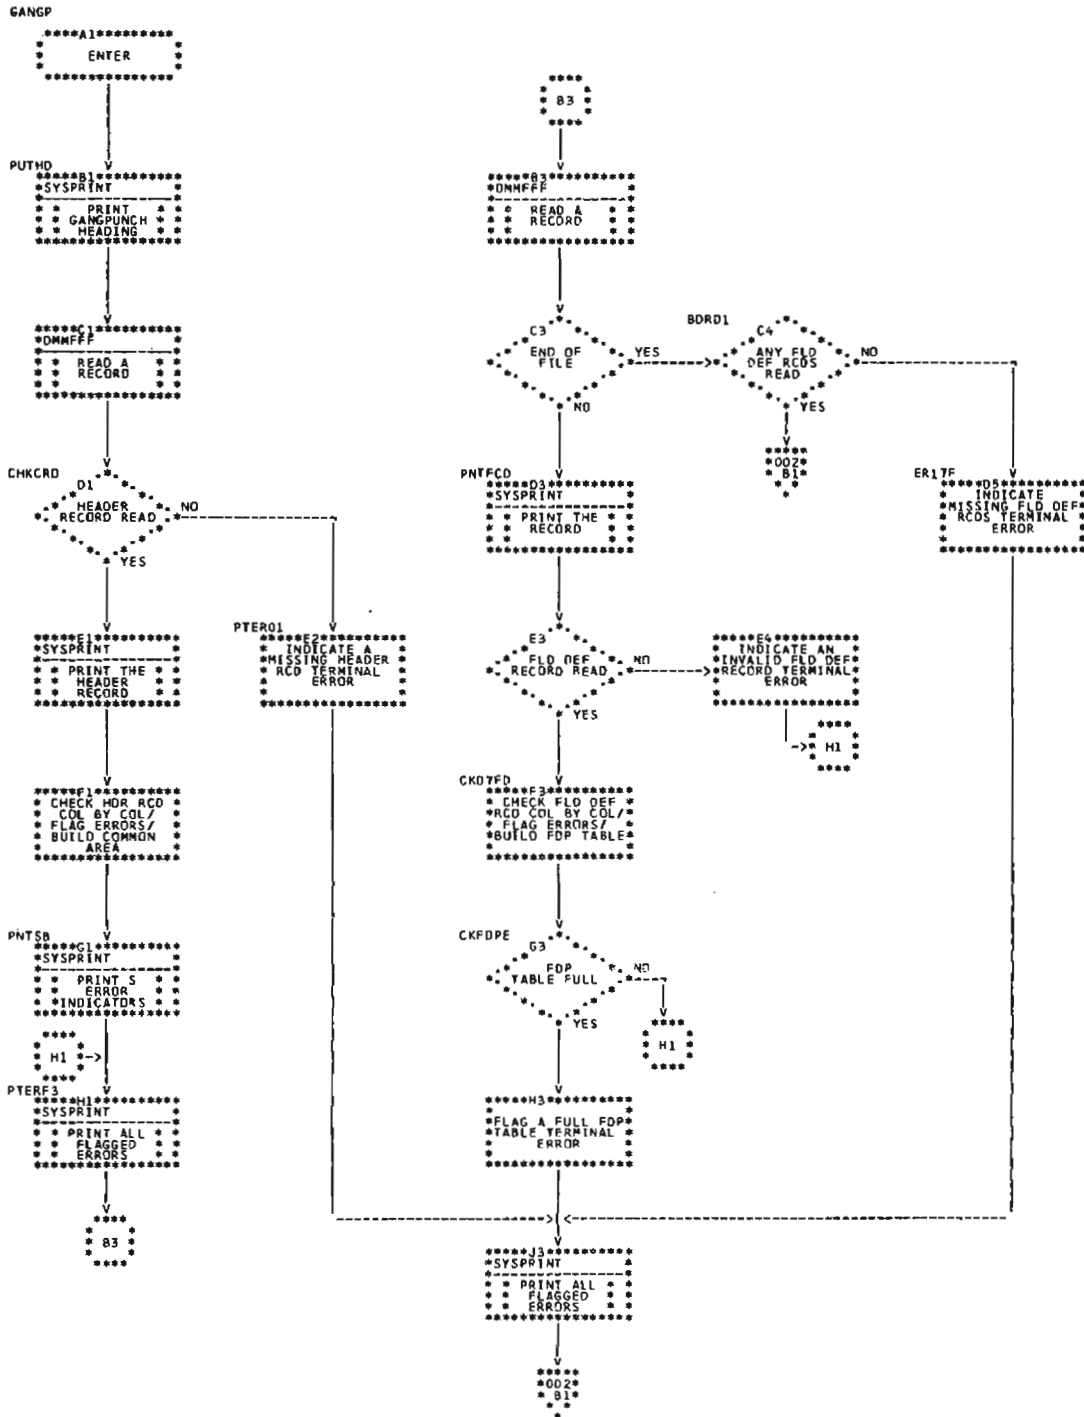 GANGP
A1
ENTER
PUTHD
B1
SYSPRINT
PRINT
GANGPUNCH
HEADING
C1
DMMFFF
READ A
RECORD
CHKCRD
D1
HEADER
RECORD READ
NO
YES
E1
SYSPRINT
PRINT THE
HEADER
RECORD
PTER01
E2
INDICATE A
MISSING HEADER
RCD TERMINAL
ERROR
F1
CHECK HDR RCD
COL BY COL/
FLAG ERRORS/
BUILD COMMON
AREA
PNTSB
G1
SYSPRINT
PRINT S
ERROR
INDICATORS
H1
PTERF3
H1
SYSPRINT
PRINT ALL
FLAGGED
ERRORS
B3
B3
B3
DMMFFF
READ A
RECORD
C3
END OF
FILE
YES
NO
BDRD1
C4
ANY FLD
DEF RCDS
READ
NO
YES
002
B1
ER17F
D5
INDICATE
MISSING FLD DEF
RCDS TERMINAL
ERROR
PNTFCD
D3
SYSPRINT
PRINT THE
RECORD
E3
FLD DEF
RECORD READ
NO
YES
E4
INDICATE AN
INVALID FLD DEF
RECORD TERMINAL
ERROR
H1
CKD7FD
F3
CHECK FLD DEF
RCD COL BY COL/
FLAG ERRORS/
BUILD FDP TABLE
CKFDPE
G3
FDP
TABLE FULL
NO
YES
H1
H3
FLAG A FULL FDP
TABLE TERMINAL
ERROR
J3
SYSPRINT
PRINT ALL
FLAGGED
ERRORS
002
B1